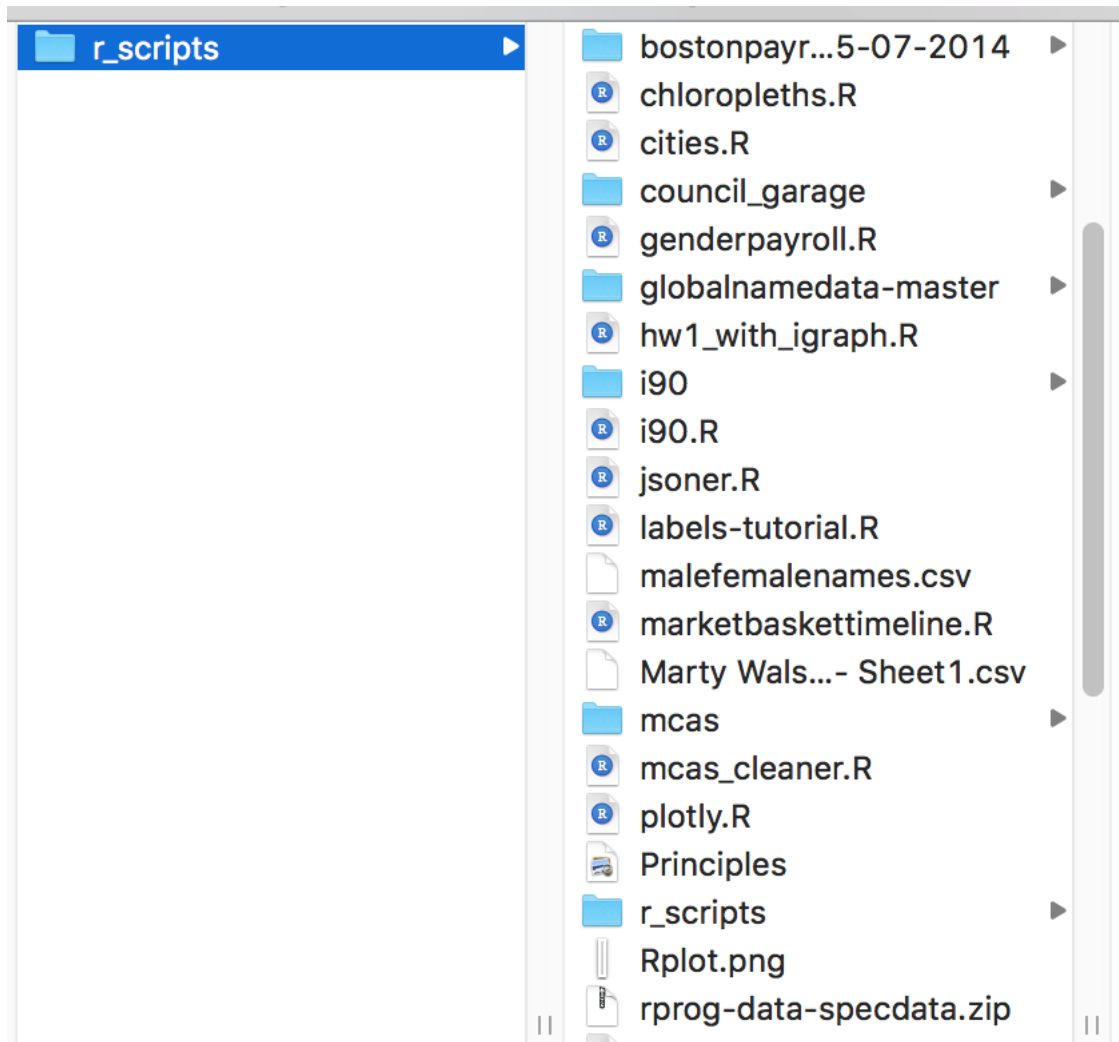 r_scripts
bostonpayr...5-07-2014
chloropleths.R
cities.R
council_garage
genderpayroll.R
globalnamedata-master
hw1_with_igraph.R
i90
i90.R
jsoner.R
labels-tutorial.R
malefemalenames.csv
marketbaskettimeline.R
Marty Wals...- Sheet1.csv
mcas
mcas_cleaner.R
plotly.R
Principles
r_scripts
Rplot.png
rprog-data-specdata.zip